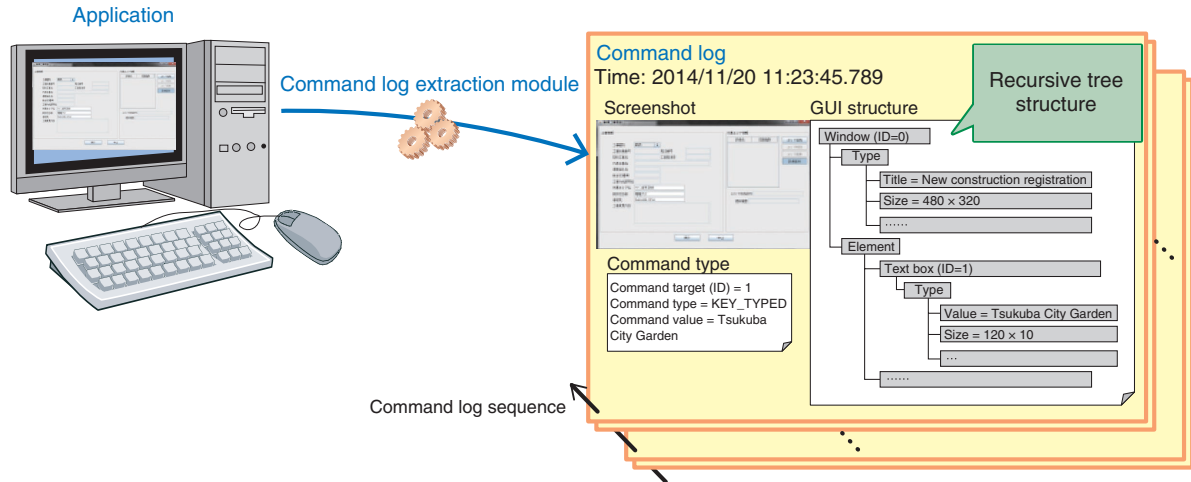 Application
Command log extraction module
Command log
Time: 2014/11/20 11:23:45.789
Screenshot
GUI structure
Recursive tree
structure
Window (ID=0)
Type
Title = New construction registration
Size = 480 × 320
......
Element
Text box (ID=1)
Type
Value = Tsukuba City Garden
Size = 120 × 10
...
......
Command type
Command target (ID) = 1
Command type = KEY_TYPED
Command value = Tsukuba
City Garden
Command log sequence